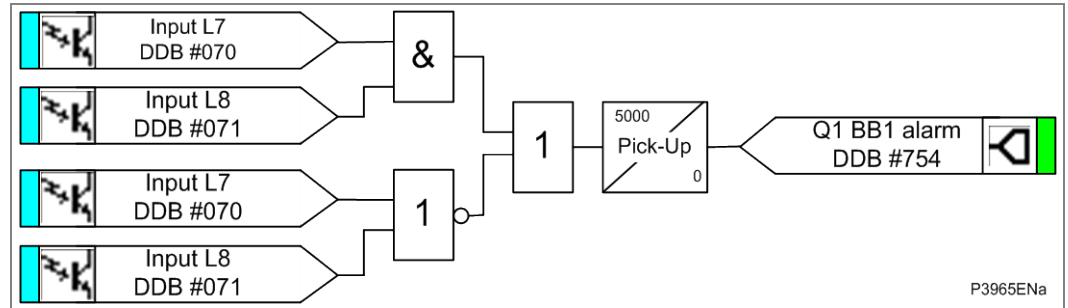 Input L7
DDB #070
&
Input L8
DDB #071
Input L7
DDB #070
1
Input L8
DDB #071
1
5000
Pick-Up
0
Q1 BB1 alarm
DDB #754
P3965ENa